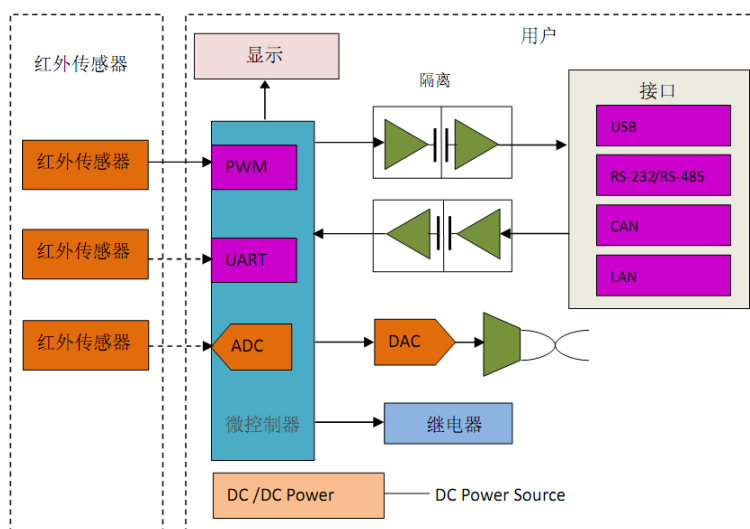 用户
显示
红外传感器
隔离
接口
USB
红外传感器
PWM
RS-232/RS-485
CAN
红外传感器
UART
LAN
红外传感器
ADC
DAC
微控制器
继电器
DC /DC Power
DC Power Source